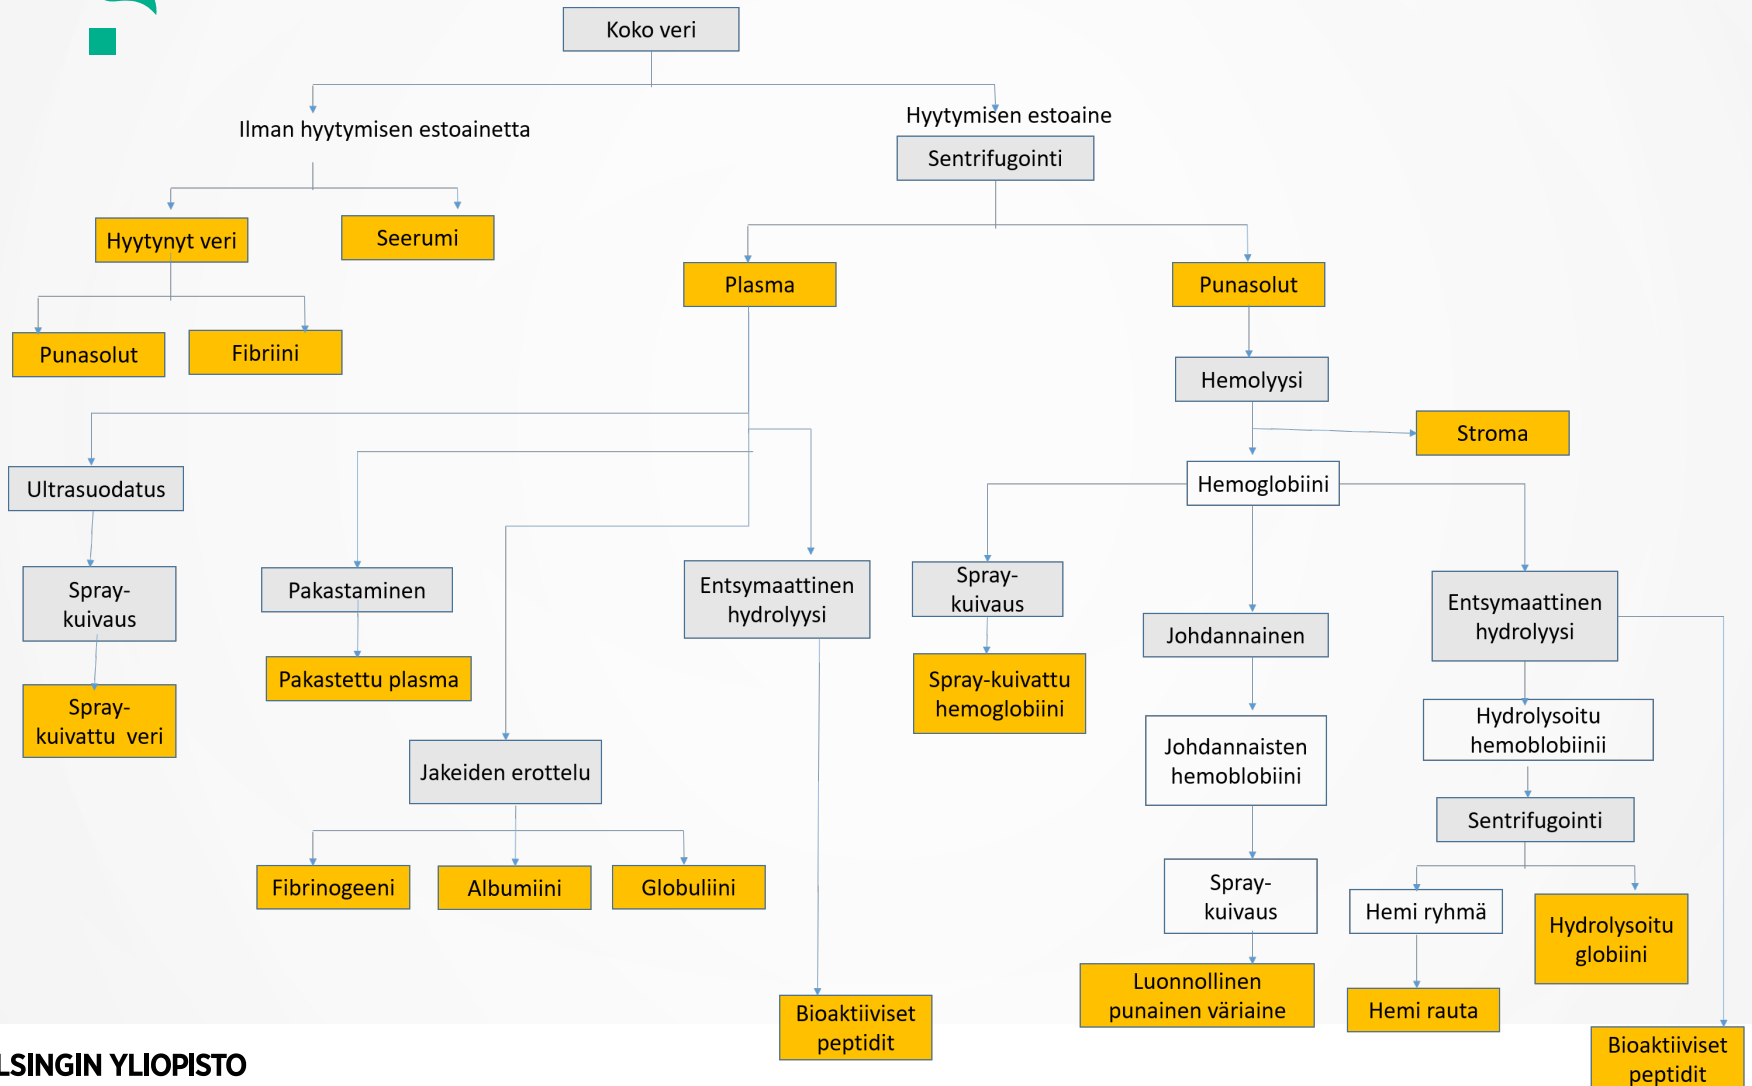 Koko veri
Ilman hyytymisen estoainetta
Hyytymisen estoaine
Sentrifugointi
Hyytynyt veri
Seerumi
Plasma
Punasolut
Punasolut
Fibriini
Hemolyysi
Stroma
Ultrasuodatus
Hemoglobiini
Spray-
kuivaus
Pakastaminen
Entsymaattinen
hydrolyysi
Spray-
kuivaus
Johdannainen
Entsymaattinen
hydrolyysi
Spray-
kuivattu veri
Pakastettu plasma
Spray-kuivattu
hemoglobiini
Jakeiden erottelu
Johdannaisten
hemoblobiini
Hydrolysoitu
hemoblobiinii
Sentrifugointi
Fibrinogeeni
Albumiini
Globuliini
Spray-
kuivaus
Hemi ryhmä
Hydrolysoitu
globiini
Luonnollinen
punainen väriaine
Hemi rauta
Bioaktiiviset
peptidit
Bioaktiiviset
peptidit
LSINGIN YLIOPISTO